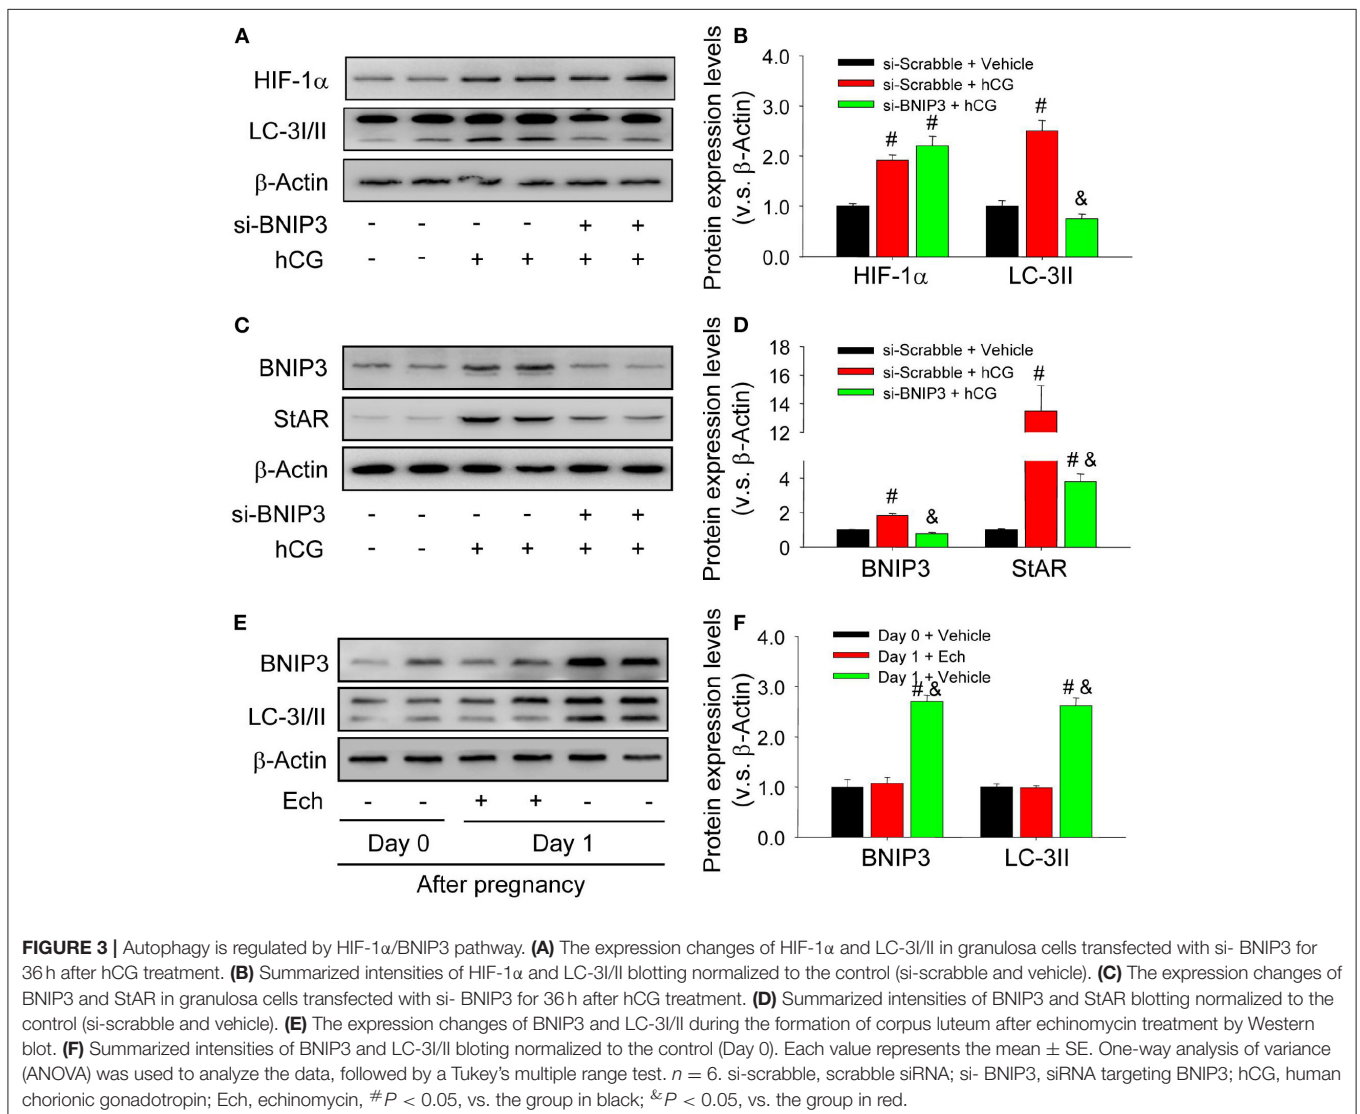 A
HIF-1α
LC-3I/II
β-Actin
si-BNIP3 - - - - + +
hCG - - + + + +
B
Protein expression levels
(v.s. β-Actin)
4.0
3.0
2.0
1.0
0.0
si-Scrabble + Vehicle
si-Scrabble + hCG
si-BNIP3 + hCG
# # # &
HIF-1α LC-3II
C
BNIP3
StAR
β-Actin
si-BNIP3 - - - - + +
hCG - - + + + +
D
Protein expression levels
(v.s. β-Actin)
18
16
14
12
4
2
0
si-Scrabble + Vehicle
si-Scrabble + hCG
si-BNIP3 + hCG
# & # # &
BNIP3 StAR
E
BNIP3
LC-3I/II
β-Actin
Ech - - + + - -
Day 0 Day 1
After pregnancy
F
Protein expression levels
(v.s. β-Actin)
4.0
3.0
2.0
1.0
0.0
Day 0 + Vehicle
Day 1 + Ech
Day 1 + Vehicle
# & # &
BNIP3 LC-3II
FIGURE 3 | Autophagy is regulated by HIF-1α/BNIP3 pathway. (A) The expression changes of HIF-1α and LC-3I/II in granulosa cells transfected with si- BNIP3 for
36 h after hCG treatment. (B) Summarized intensities of HIF-1α and LC-3I/II blotting normalized to the control (si-scrabble and vehicle). (C) The expression changes of
BNIP3 and StAR in granulosa cells transfected with si- BNIP3 for 36 h after hCG treatment. (D) Summarized intensities of BNIP3 and StAR blotting normalized to the
control (si-scrabble and vehicle). (E) The expression changes of BNIP3 and LC-3I/II during the formation of corpus luteum after echinomycin treatment by Western
blot. (F) Summarized intensities of BNIP3 and LC-3I/II bloting normalized to the control (Day 0). Each value represents the mean ± SE. One-way analysis of variance
(ANOVA) was used to analyze the data, followed by a Tukey's multiple range test. n = 6. si-scrabble, scrabble siRNA; si- BNIP3, siRNA targeting BNIP3; hCG, human
chorionic gonadotropin; Ech, echinomycin, #P < 0.05, vs. the group in black; &P < 0.05, vs. the group in red.